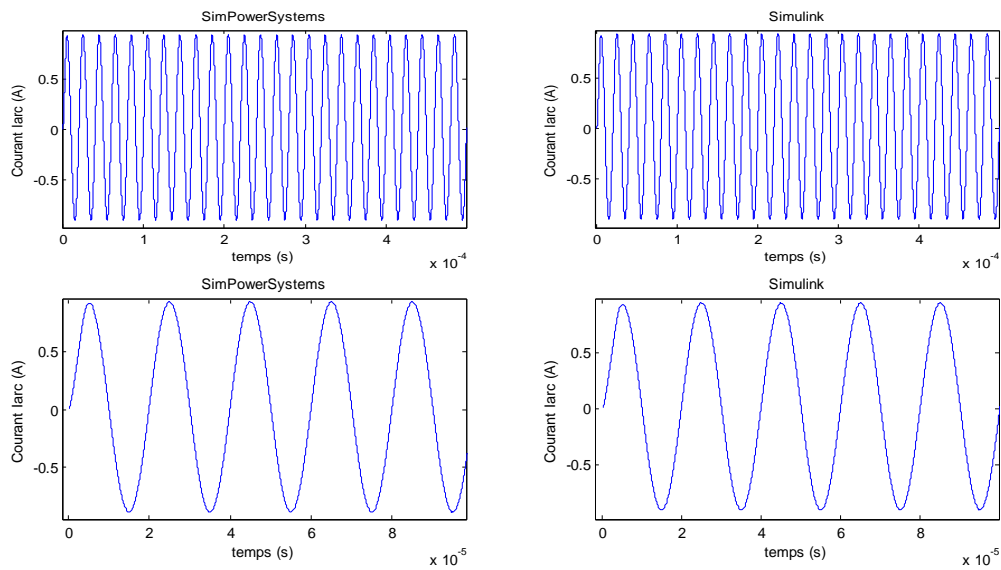 SimPowerSystems
Courant Iarc (A)
0.5
0
-0.5
0
1
2
3
4
temps (s)
x 10^-4
Simulink
Courant Iarc (A)
0.5
0
-0.5
0
1
2
3
4
temps (s)
x 10^-4
SimPowerSystems
Courant Iarc (A)
0.5
0
-0.5
0
2
4
6
8
temps (s)
x 10^-5
Simulink
Courant Iarc (A)
0.5
0
-0.5
0
2
4
6
8
temps (s)
x 10^-5